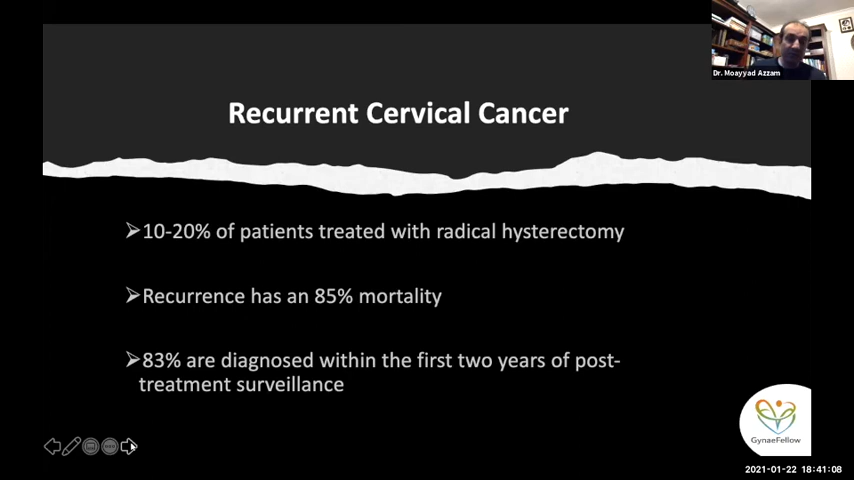 Dr. Moayyad Azzam
Recurrent Cervical Cancer
➢10-20% of patients treated with radical hysterectomy
➢Recurrence has an 85% mortality
➢83% are diagnosed within the first two years of post-
treatment surveillance
GynaeFellow
2021-01-22 18:41:08